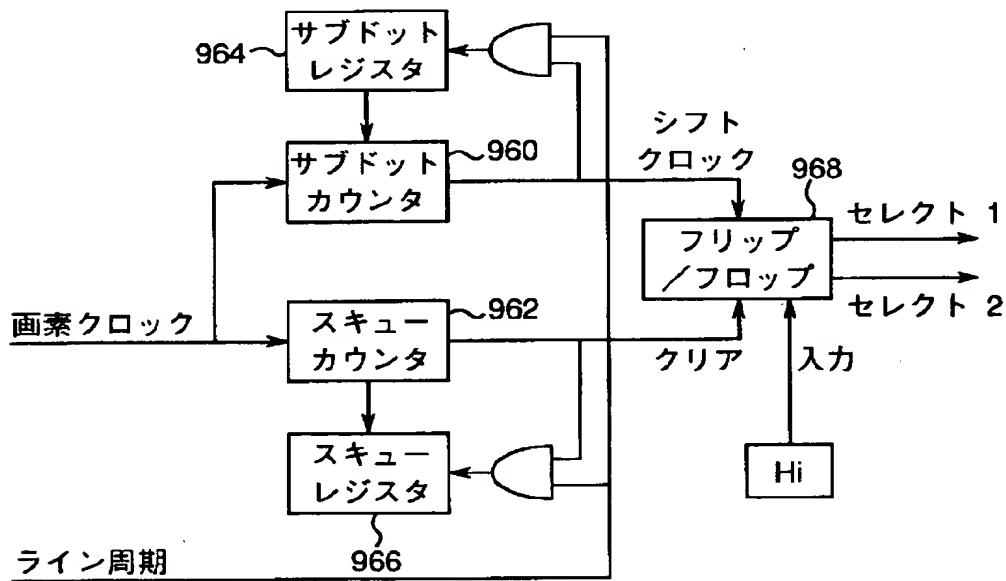 964
サブドット
レジスタ
サブドット
カウンタ
960
シフト
クロック
968
フリップ
／フロップ
セレクト 1
セレクト 2
画素クロック
スキュー
カウンタ
962
クリア
入力
スキュー
レジスタ
966
Hi
ライン周期